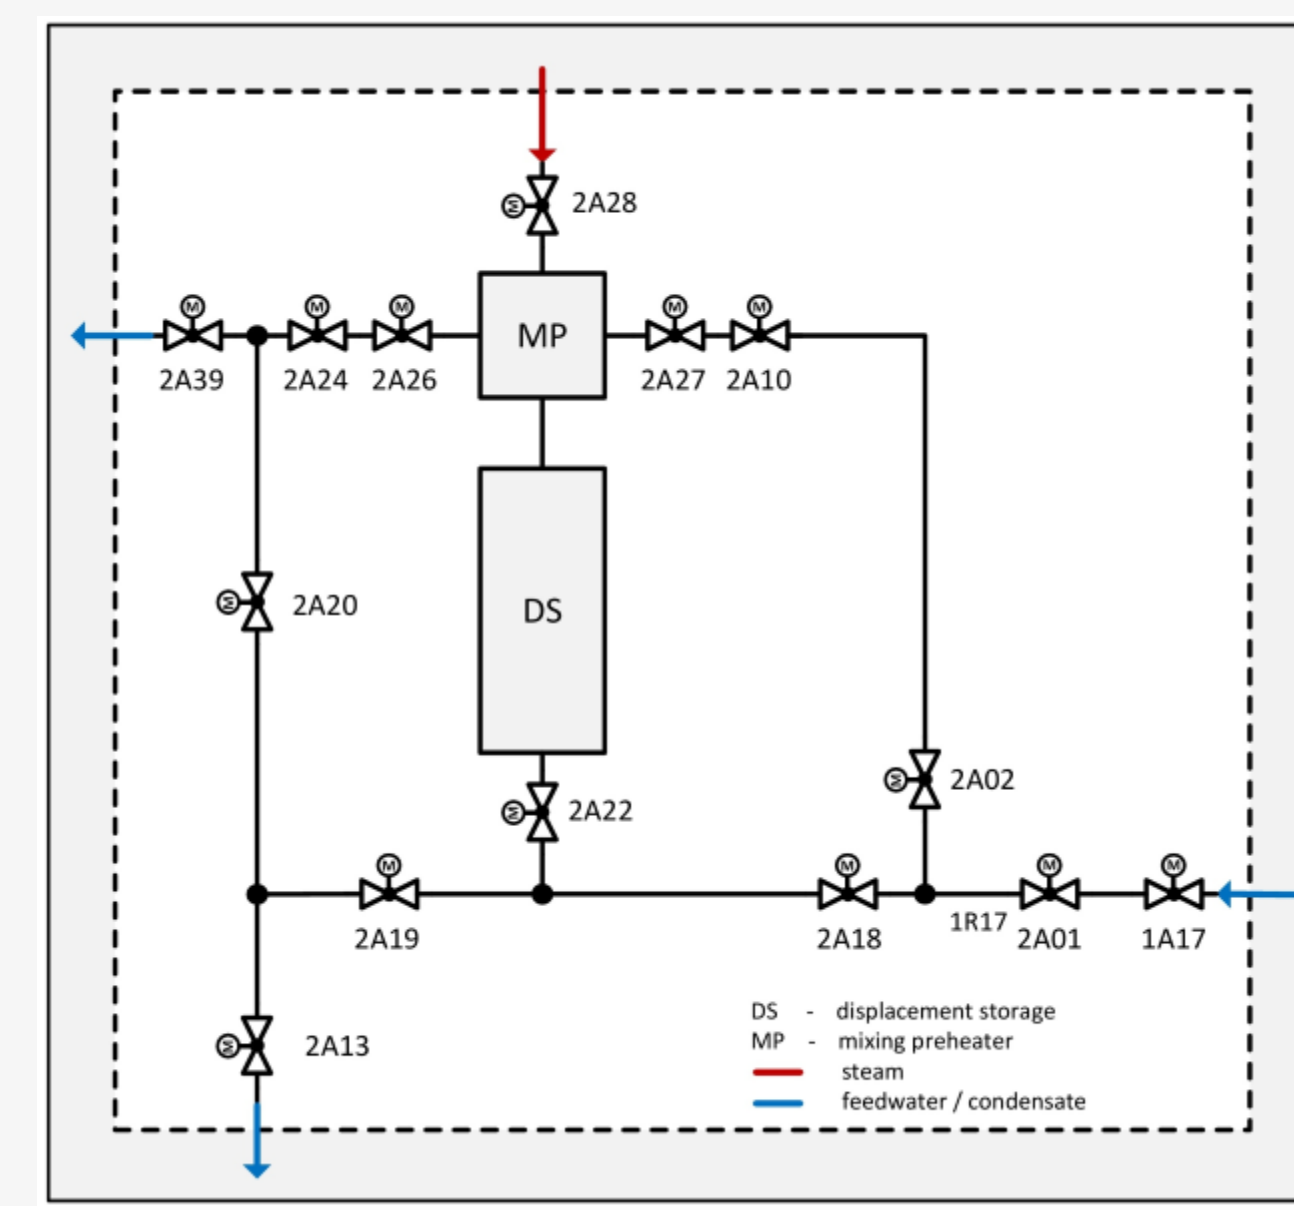 2A28
2A39
2A24
2A26
MP
2A27
2A10
2A20
DS
2A22
2A02
2A19
2A18
1R17
2A01
1A17
2A13
DS - displacement storage
MP - mixing preheater
steam
feedwater / condensate
M
M
M
M
M
M
M
M
M
M
M
M
M
M